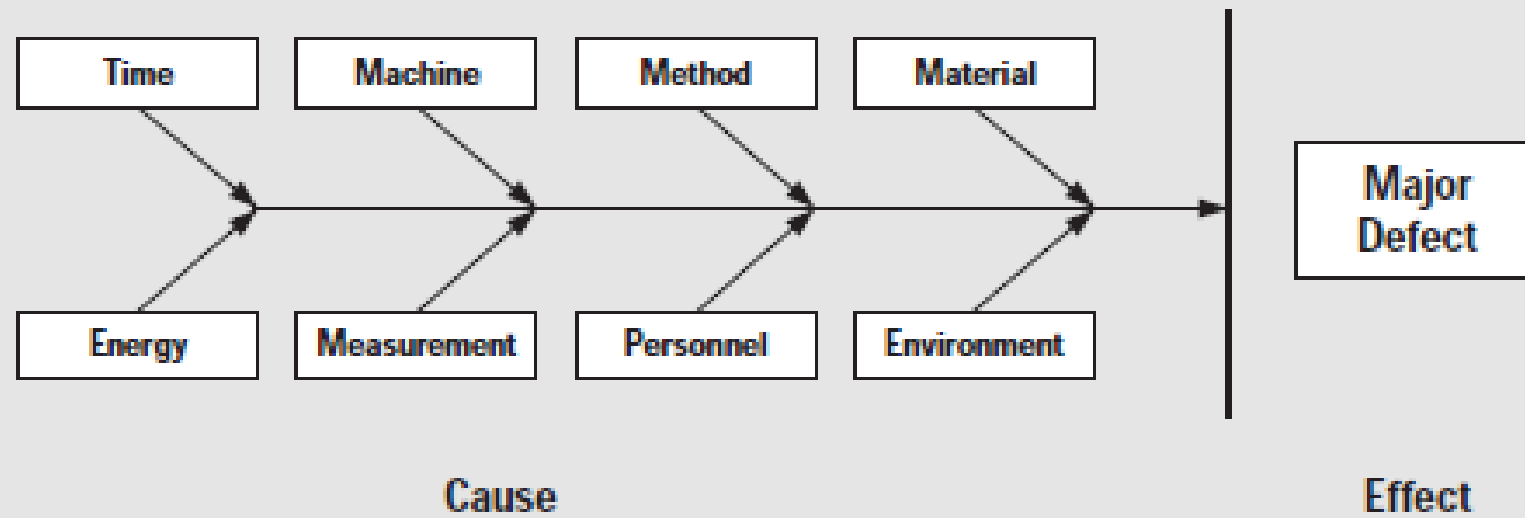 Time
Machine
Method
Material
Major
Defect
Energy
Measurement
Personnel
Environment
Cause
Effect